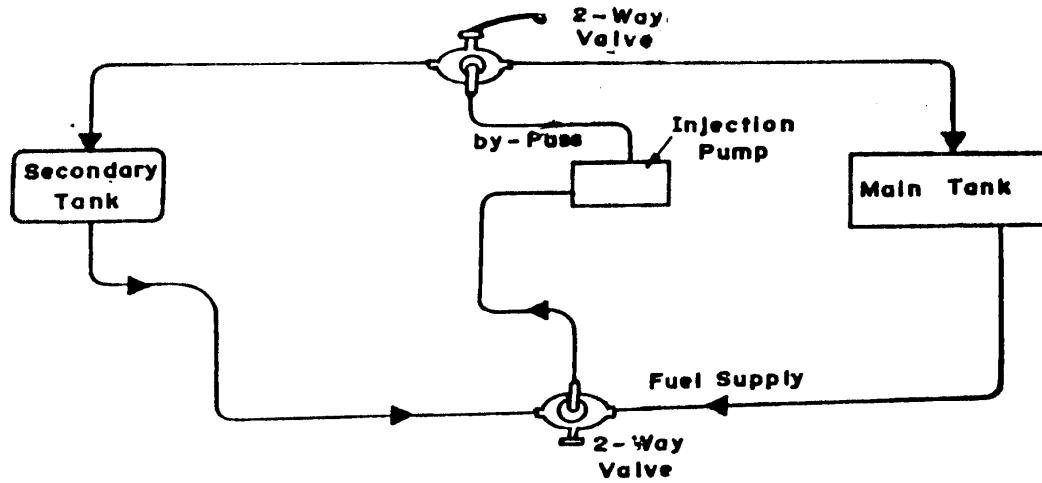 2-Way
Valve
by-Pass
Injection
Pump
Secondary
Tank
Main Tank
Fuel Supply
2-Way
Valve